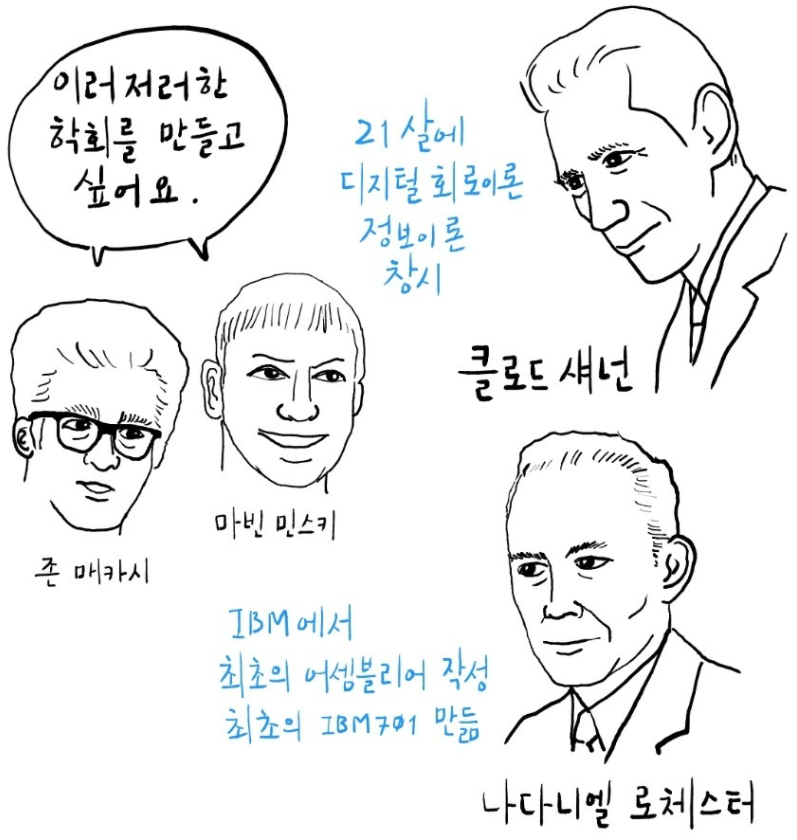 이러저러한
학회를 만들고
싶어요.
21살에
디지털 회로이론
정보이론
창시
클로드 섀넌
마빈 민스키
존 매카시
IBM에서
최초의 어셈블리어 작성
최초의 IBM701 만듦
나다니엘 로체스터